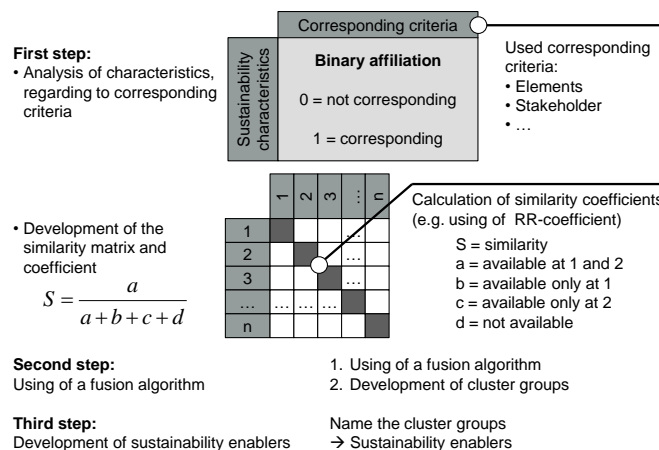 Corresponding criteria
First step:
• Analysis of characteristics,
regarding to corresponding
criteria
Sustainability
characteristics
Binary affiliation
0 = not corresponding
1 = corresponding
Used corresponding
criteria:
• Elements
• Stakeholder
• …
1 2 3 … n
1 …
2 …
3
… … … …
n
• Development of the
similarity matrix and
coefficient
S = a / (a + b + c + d)
Calculation of similarity coefficients
(e.g. using of RR-coefficient)
S = similarity
a = available at 1 and 2
b = available only at 1
c = available only at 2
d = not available
Second step:
Using of a fusion algorithm
1. Using of a fusion algorithm
2. Development of cluster groups
Third step:
Development of sustainability enablers
Name the cluster groups
→ Sustainability enablers